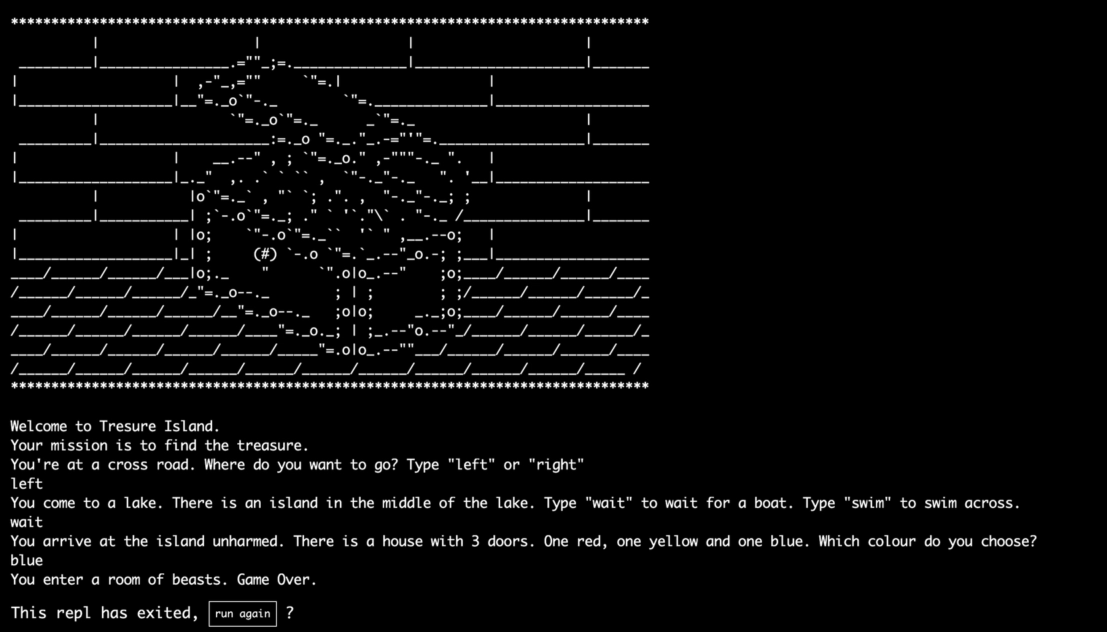 Welcome to Tresure Island.
Your mission is to find the treasure.
You're at a cross road. Where do you want to go? Type "left" or "right"
left
You come to a lake. There is an island in the middle of the lake. Type "wait" to wait for a boat. Type "swim" to swim across.
wait
You arrive at the island unharmed. There is a house with 3 doors. One red, one yellow and one blue. Which colour do you choose?
blue
You enter a room of beasts. Game Over.
This repl has exited, run again ?